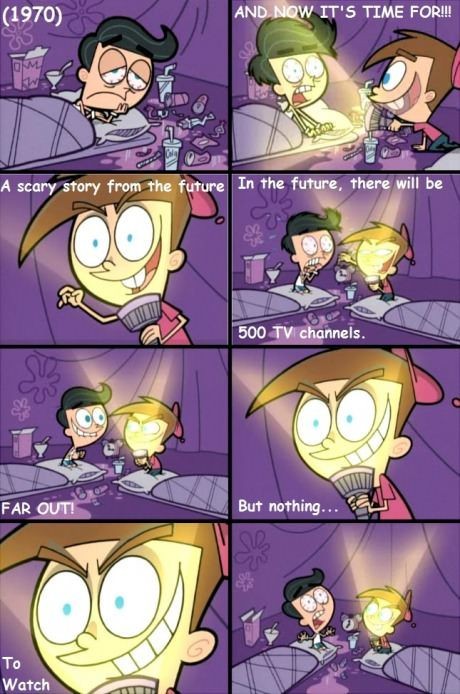 (1970)
AND NOW IT'S TIME FOR!!!
A scary story from the future
In the future, there will be
500 TV channels.
FAR OUT!
But nothing...
To
Watch